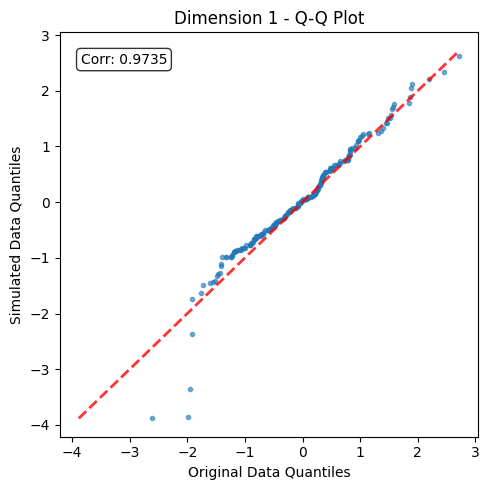 Dimension 1 - Q-Q Plot
Corr: 0.9735
3
2
1
0
−1
−2
−3
−4
Simulated Data Quantiles
−4 −3 −2 −1 0 1 2 3
Original Data Quantiles